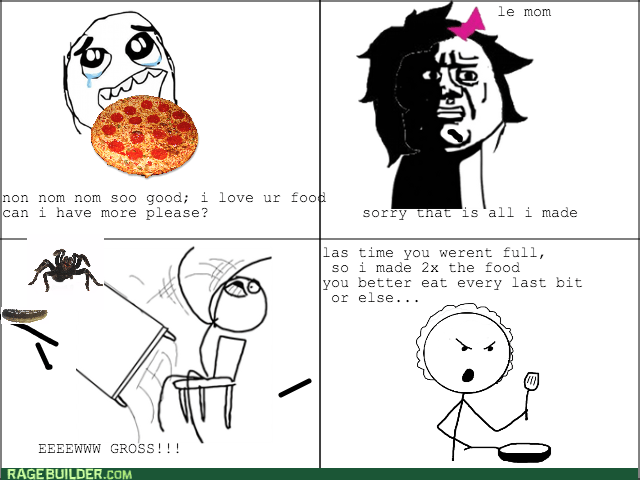 le mom
non nom nom soo good; i love ur food
can i have more please?
sorry that is all i made
las time you werent full,
so i made 2x the food
you better eat every last bit
or else...
EEEEWWW GROSS!!!
RAGEBUILDER.COM